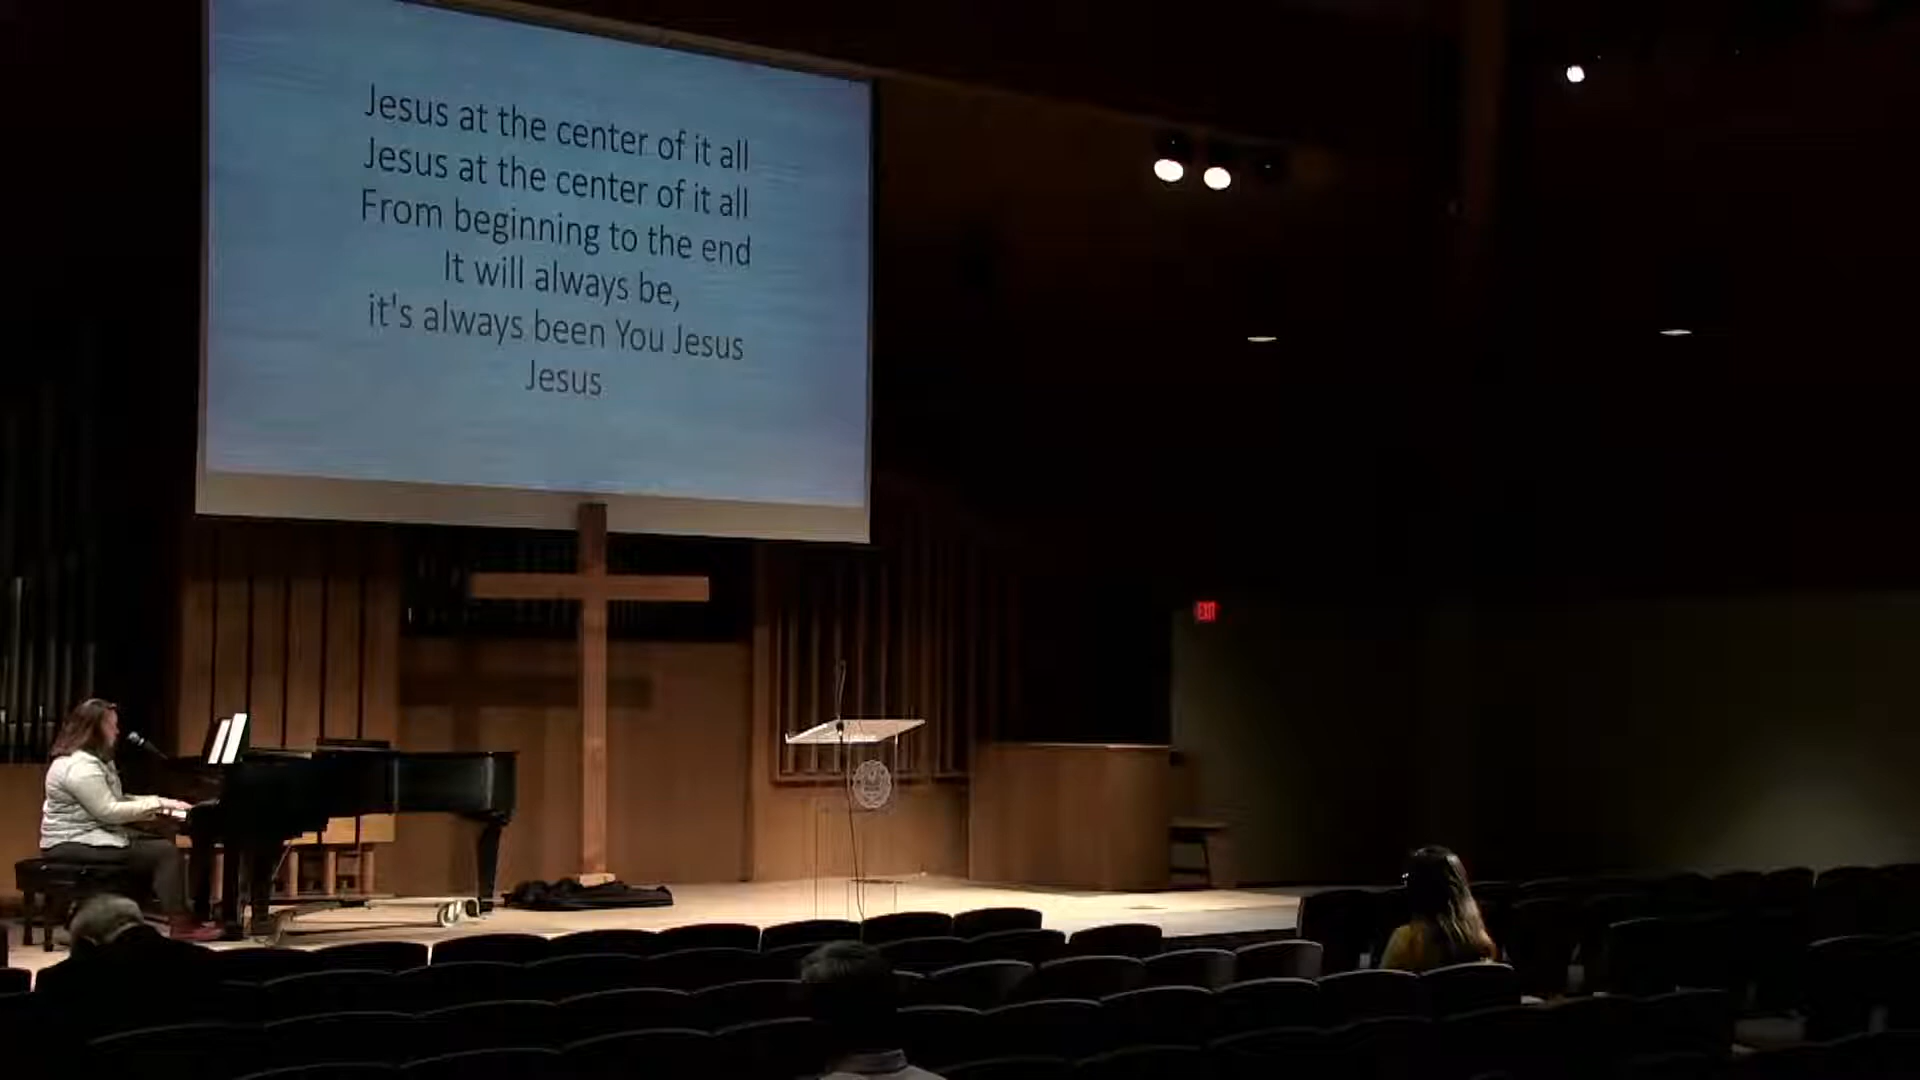 Jesus at the center of it all
Jesus at the center of it all
From beginning to the end
It will always be,
it's always been You Jesus
Jesus
EXIT